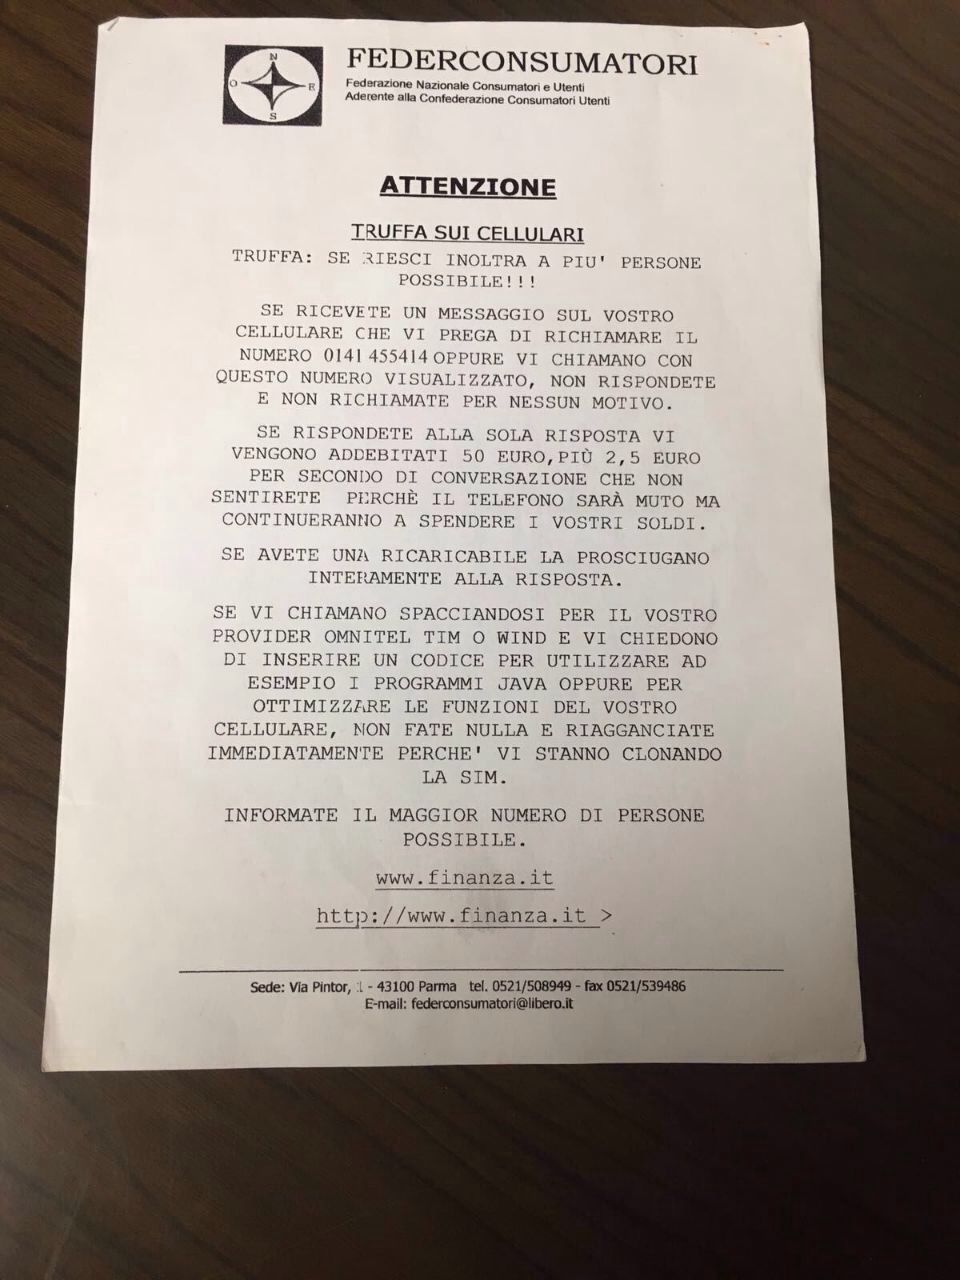 N
O E
S
FEDERCONSUMATORI
Federazione Nazionale Consumatori e Utenti
Aderente alla Confederazione Consumatori Utenti
ATTENZIONE
TRUFFA SUI CELLULARI
TRUFFA: SE RIESCI INOLTRA A PIU' PERSONE
POSSIBILE!!!
SE RICEVETE UN MESSAGGIO SUL VOSTRO
CELLULARE CHE VI PREGA DI RICHIAMARE IL
NUMERO 0141 455414 OPPURE VI CHIAMANO CON
QUESTO NUMERO VISUALIZZATO, NON RISPONDETE
E NON RICHIAMATE PER NESSUN MOTIVO.
SE RISPONDETE ALLA SOLA RISPOSTA VI
VENGONO ADDEBITATI 50 EURO,PIÙ 2,5 EURO
PER SECONDO DI CONVERSAZIONE CHE NON
SENTIRETE PERCHÈ IL TELEFONO SARÀ MUTO MA
CONTINUERANNO A SPENDERE I VOSTRI SOLDI.
SE AVETE UNA RICARICABILE LA PROSCIUGANO
INTERAMENTE ALLA RISPOSTA.
SE VI CHIAMANO SPACCIANDOSI PER IL VOSTRO
PROVIDER OMNITEL TIM O WIND E VI CHIEDONO
DI INSERIRE UN CODICE PER UTILIZZARE AD
ESEMPIO I PROGRAMMI JAVA OPPURE PER
OTTIMIZZARE LE FUNZIONI DEL VOSTRO
CELLULARE, NON FATE NULLA E RIAGGANCIATE
IMMEDIATAMENTE PERCHE' VI STANNO CLONANDO
LA SIM.
INFORMATE IL MAGGIOR NUMERO DI PERSONE
POSSIBILE.
www.finanza.it
http://www.finanza.it >
Sede: Via Pintor, 1 - 43100 Parma tel. 0521/508949 - fax 0521/539486
E-mail: federconsumatori@libero.it